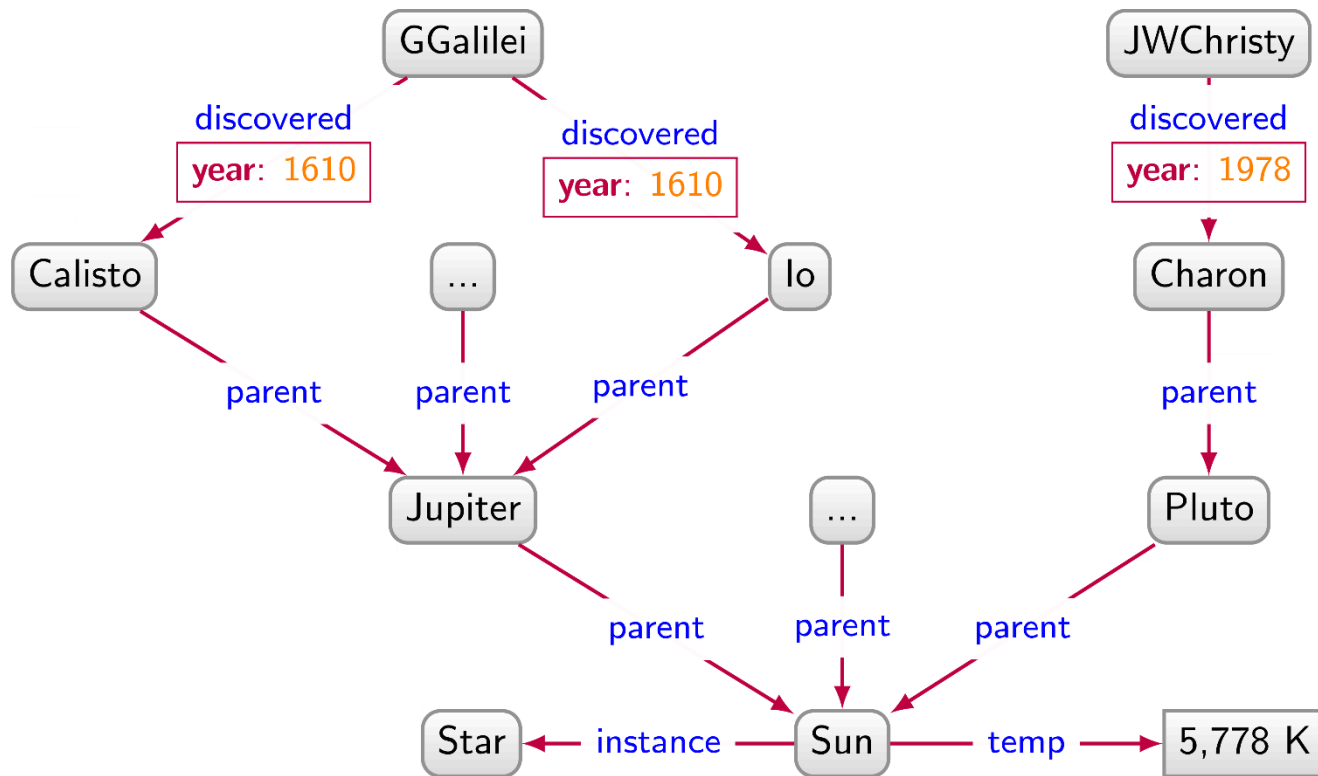 GGalilei
JWChristy
discovered
discovered
discovered
year: 1610
year: 1610
year: 1978
Calisto
...
Io
Charon
parent
parent
parent
parent
Jupiter
...
Pluto
parent
parent
parent
Star
instance
Sun
temp
5,778 K